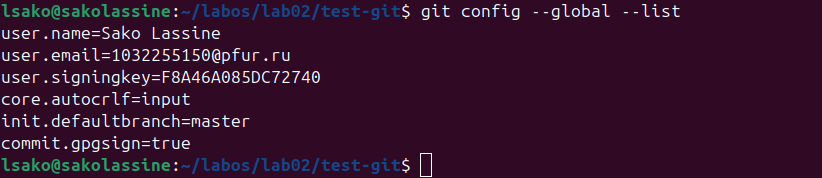 lsako@sakolassine:~/labos/lab02/test-git$ git config --global --list
user.name=Sako Lassine
user.email=1032255150@pfur.ru
user.signingkey=F8A46A085DC72740
core.autocrlf=input
init.defaultbranch=master
commit.gpgsign=true
lsako@sakolassine:~/labos/lab02/test-git$